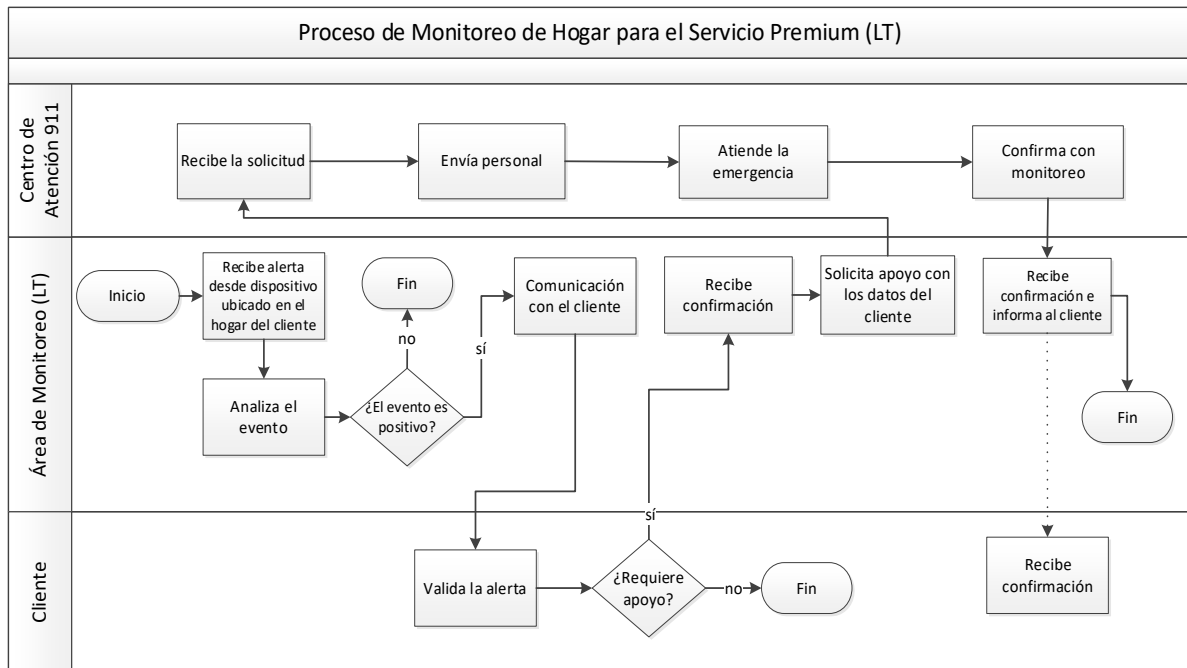 Proceso de Monitoreo de Hogar para el Servicio Premium (LT)
Centro de
Atención 911
Recibe la solicitud
Envía personal
Atiende la
emergencia
Confirma con
monitoreo
Área de Monitoreo (LT)
Inicio
Recibe alerta
desde dispositivo
ubicado en el
hogar del cliente
Analiza el
evento
¿El evento es
positivo?
no
Fin
sí
Comunicación
con el cliente
Recibe
confirmación
Solicita apoyo con
los datos del
cliente
Recibe
confirmación e
informa al cliente
Fin
Cliente
Valida la alerta
¿Requiere
apoyo?
sí
no
Fin
Recibe
confirmación